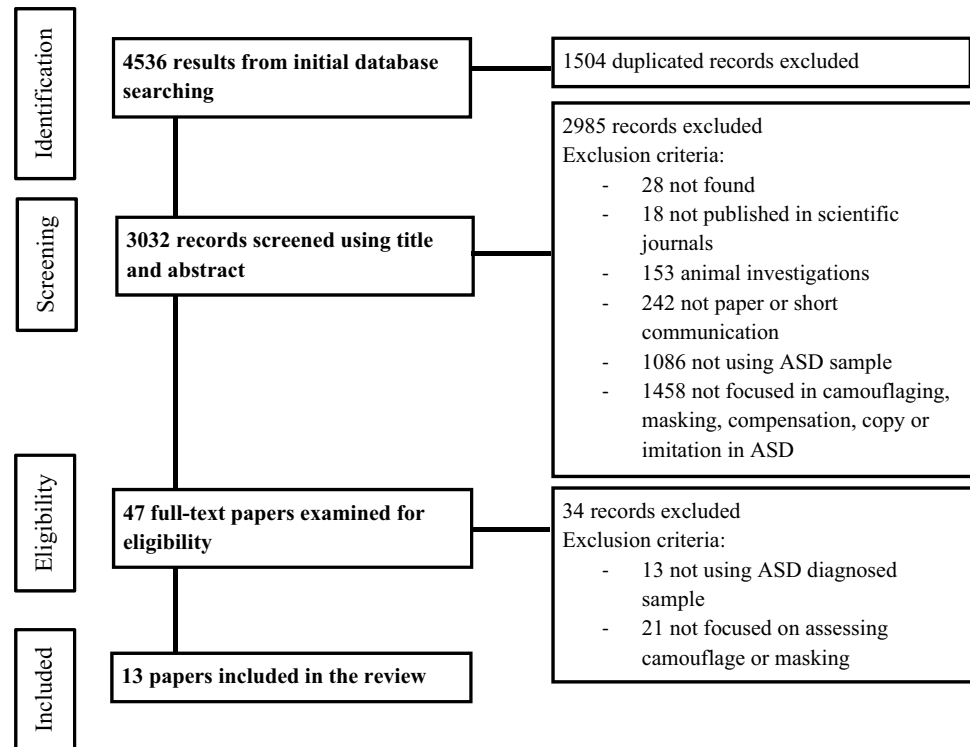 Identification
4536 results from initial database
searching
1504 duplicated records excluded
2985 records excluded
Exclusion criteria:
- 28 not found
- 18 not published in scientific
journals
- 153 animal investigations
- 242 not paper or short
communication
- 1086 not using ASD sample
- 1458 not focused in camouflaging,
masking, compensation, copy or
imitation in ASD
Screening
3032 records screened using title
and abstract
Eligibility
47 full-text papers examined for
eligibility
34 records excluded
Exclusion criteria:
- 13 not using ASD diagnosed
sample
- 21 not focused on assessing
camouflage or masking
Included
13 papers included in the review